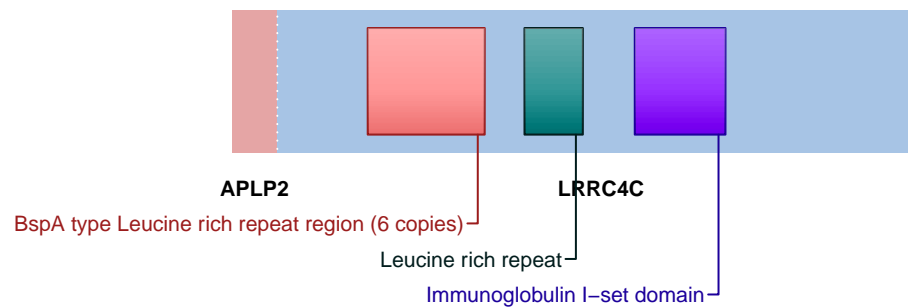 APLP2 LRRC4C
BspA type Leucine rich repeat region (6 copies)
Leucine rich repeat
Immunoglobulin I−set domain